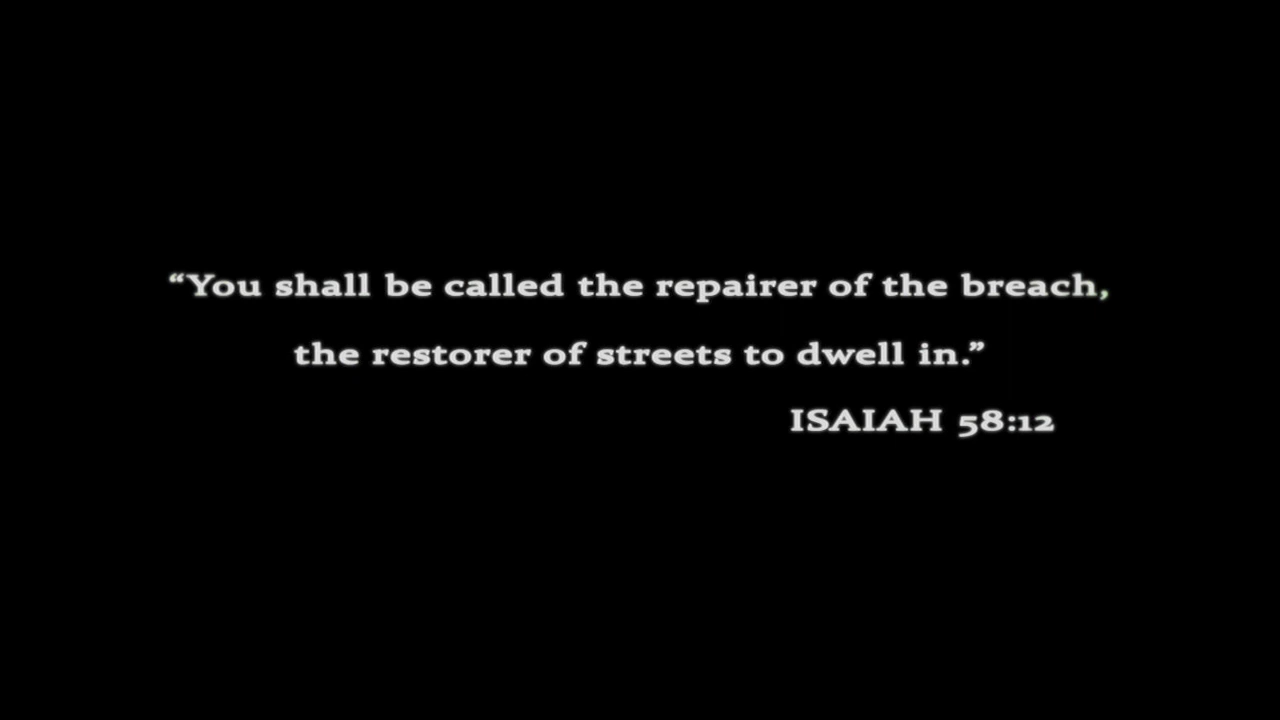 “You shall be called the repairer of the breach,
the restorer of streets to dwell in.”
ISAIAH 58:12